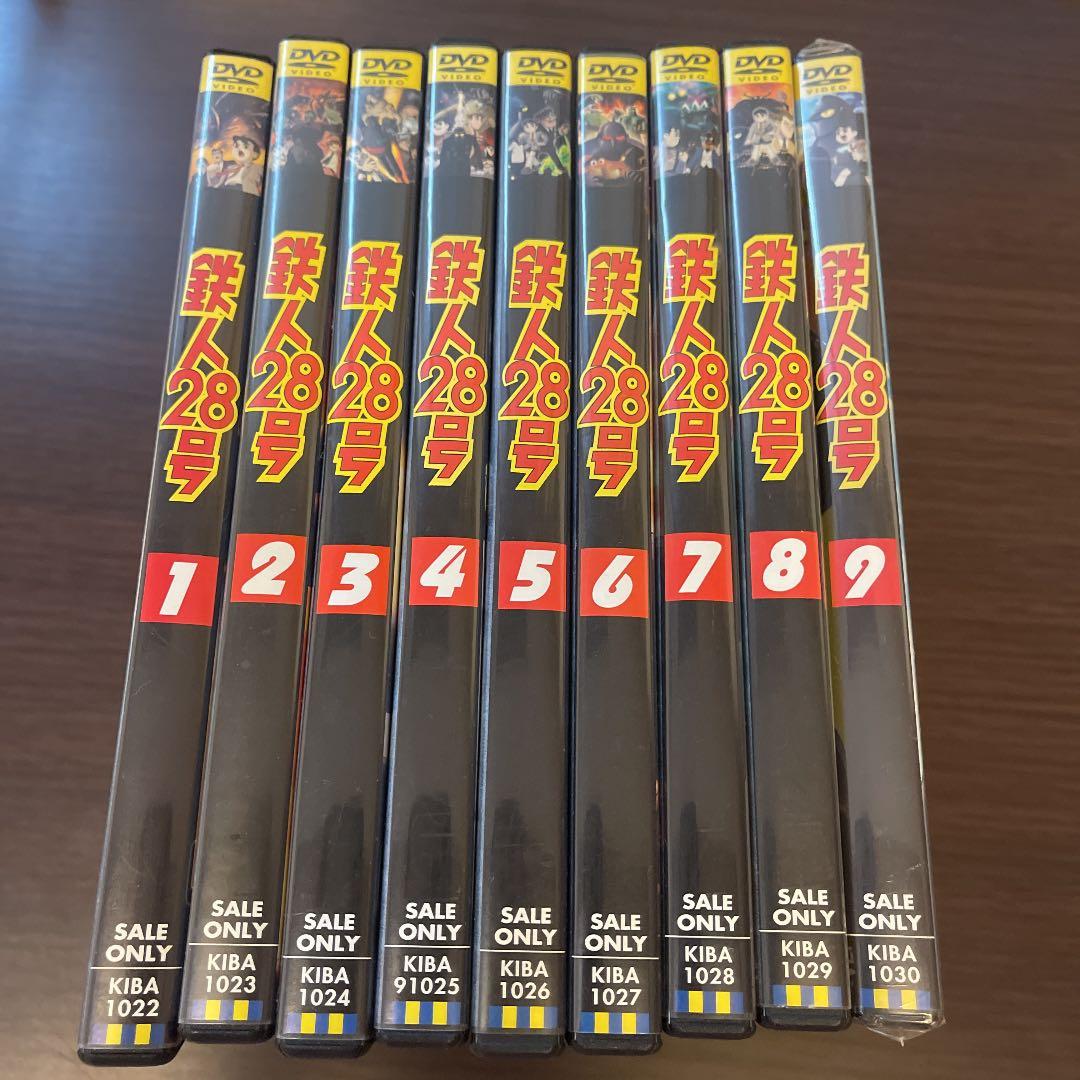 DVD
VIDEO
鉄人28号
1
SALE
ONLY
KIBA
1022
DVD
VIDEO
鉄人28号
2
SALE
ONLY
KIBA
1023
DVD
VIDEO
鉄人28号
3
SALE
ONLY
KIBA
1024
DVD
VIDEO
鉄人28号
4
SALE
ONLY
KIBA
91025
DVD
VIDEO
鉄人28号
5
SALE
ONLY
KIBA
1026
DVD
VIDEO
鉄人28号
6
SALE
ONLY
KIBA
1027
DVD
VIDEO
鉄人28号
7
SALE
ONLY
KIBA
1028
DVD
VIDEO
鉄人28号
8
SALE
ONLY
KIBA
1029
DVD
VIDEO
鉄人28号
9
SALE
ONLY
KIBA
1030